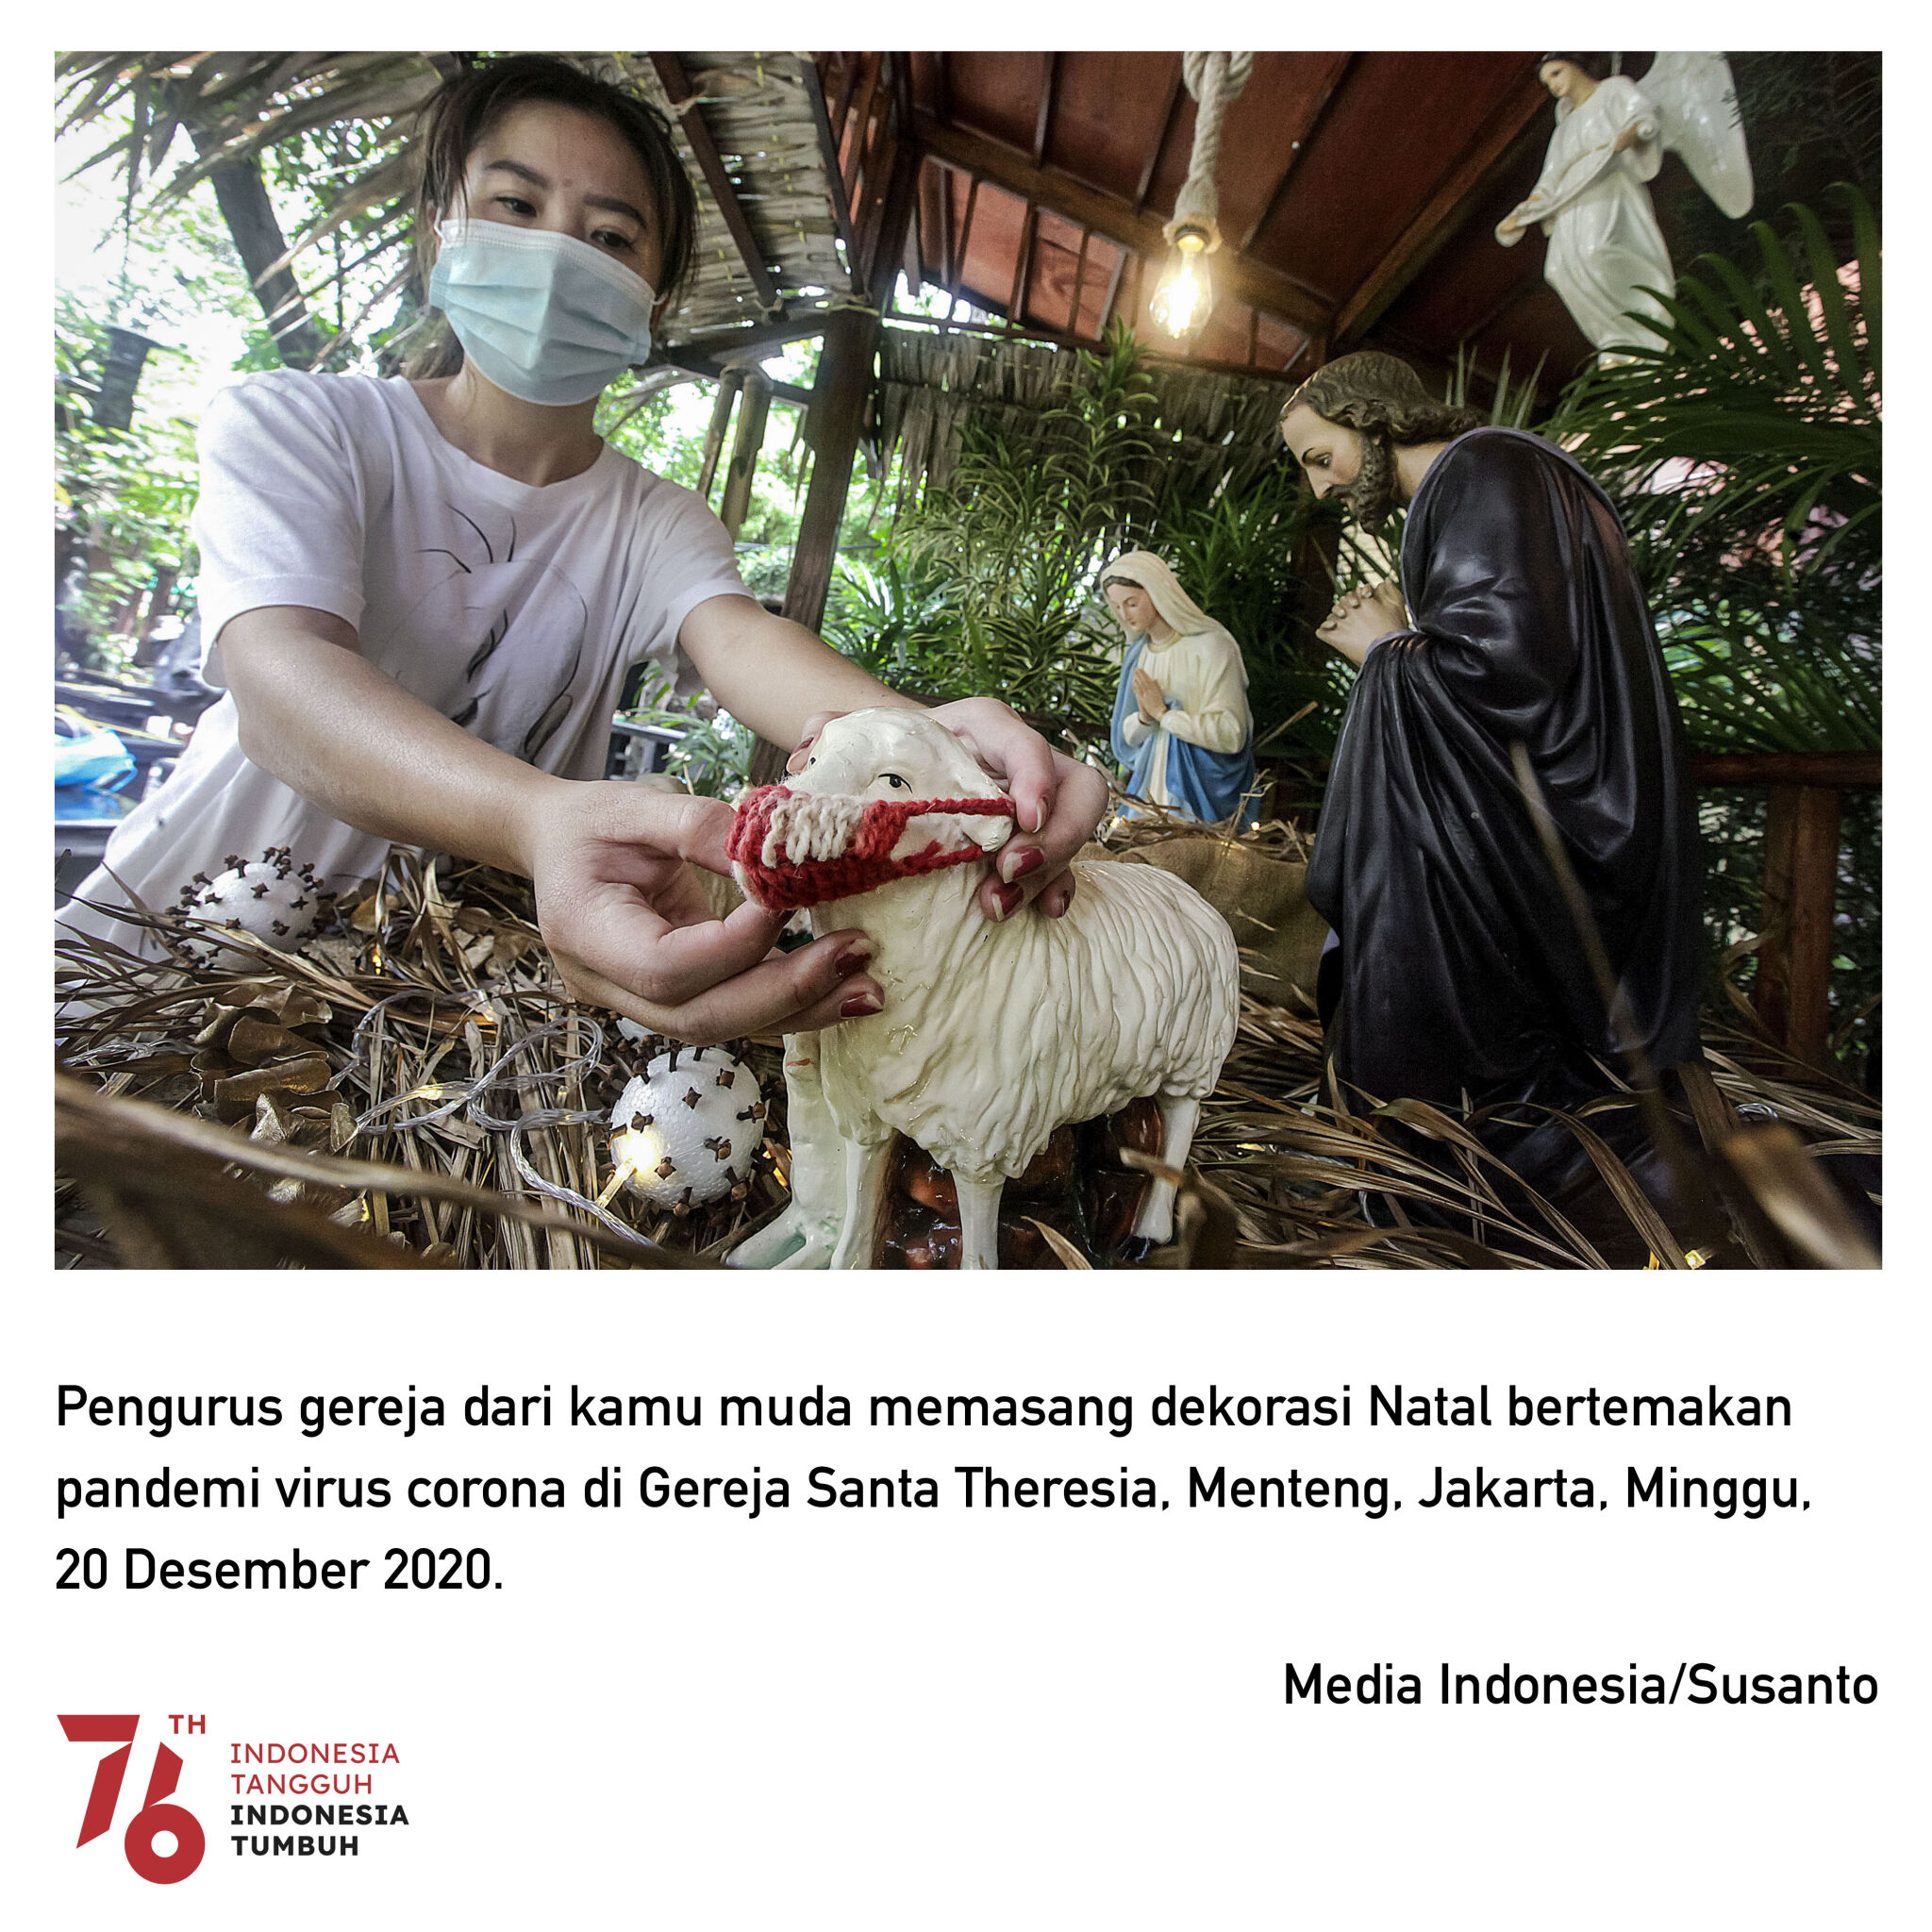 Pengurus gereja dari kamu muda memasang dekorasi Natal bertemakan
pandemi virus corona di Gereja Santa Theresia, Menteng, Jakarta, Minggu,
20 Desember 2020.
Media Indonesia/Susanto
76 TH
INDONESIA
TANGGUH
INDONESIA
TUMBUH